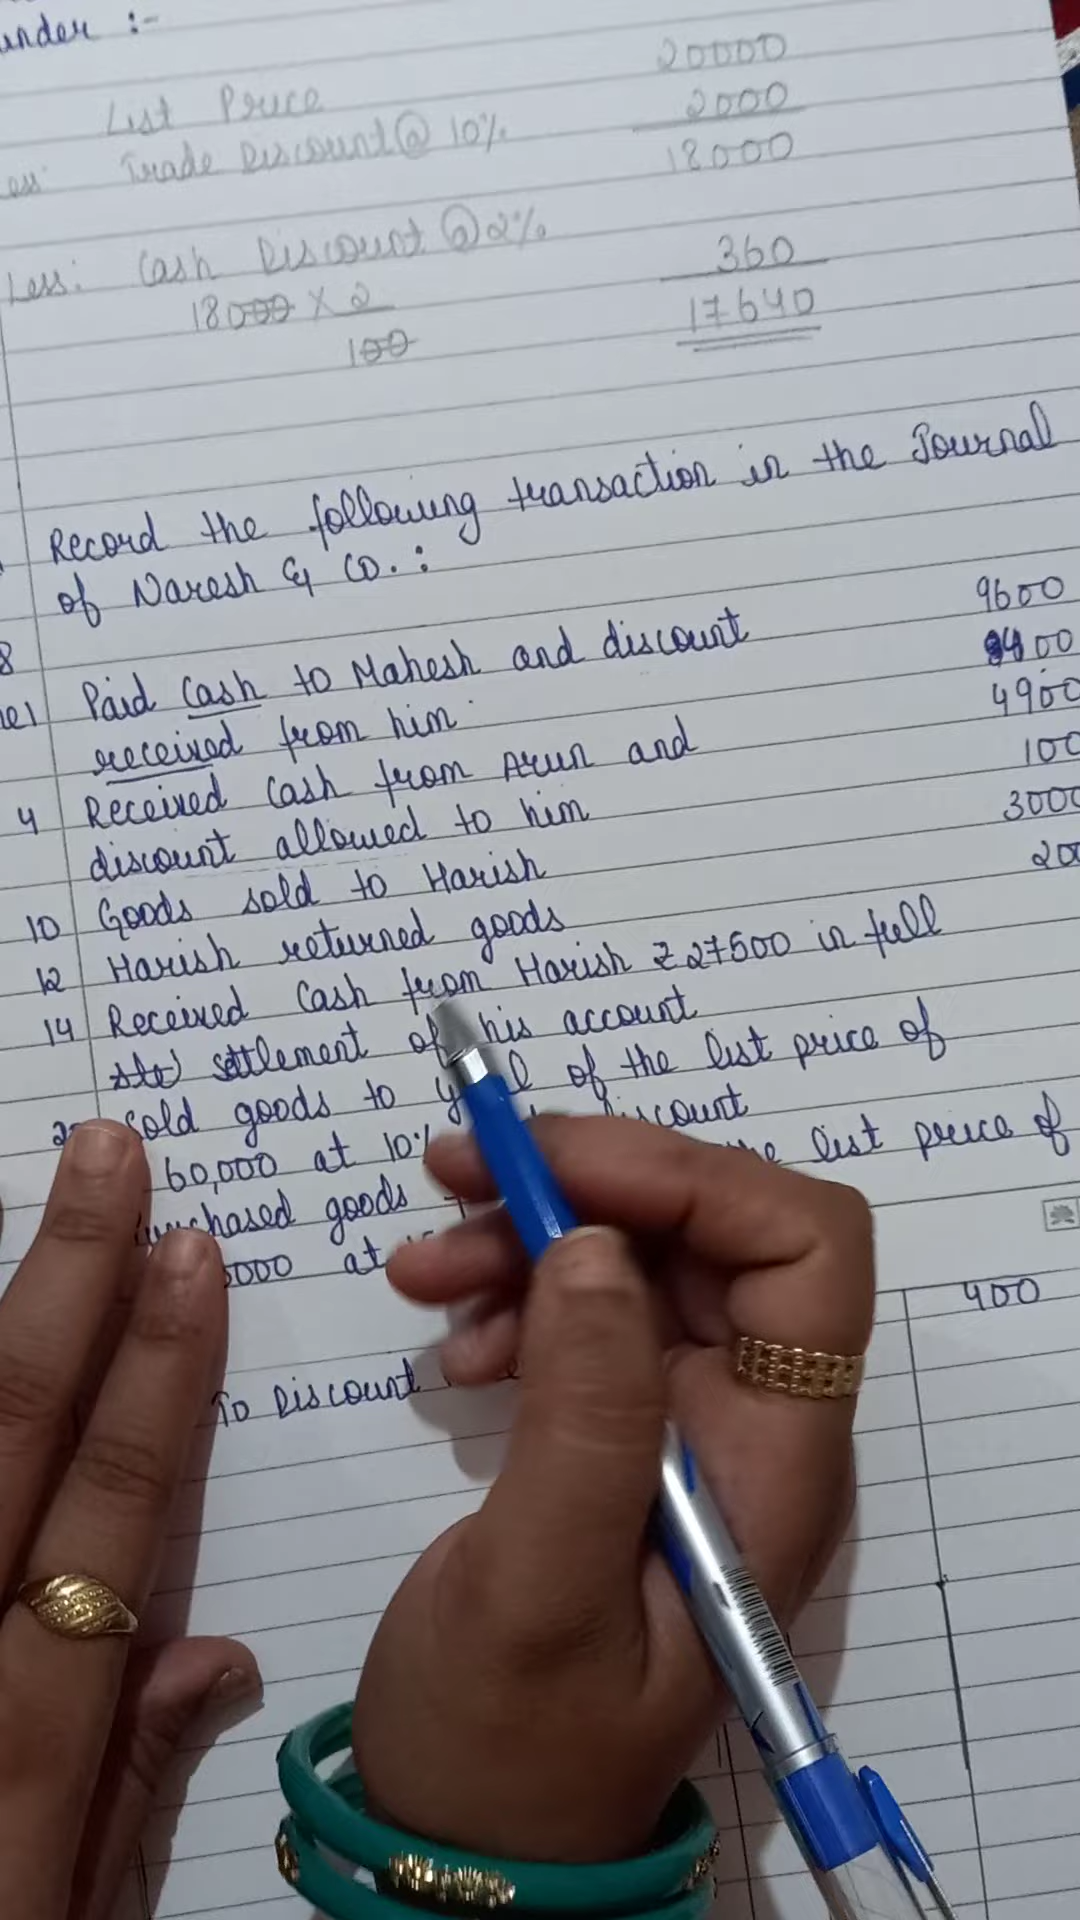 under :-
List Price 20000
ess: Trade Discount @ 10% 2000
18000
Less: Cash Discount @ 2% 360
18000 X 2 17640
100
Record the following transaction in the Journal
of Naresh & Co. :
8
Paid Cash to Mahesh and discount 9600
received from him. 400
4 Received Cash from Arun and 4900
discount allowed to him 100
10 Goods sold to Harish 3000
12 Harish returned goods 200
14 Received Cash from Harish ₹27500 in full
settlement of his account
Sold goods to of the list price of
60,000 at 10% discount
purchased goods the list price of
000 at
400
To Discount